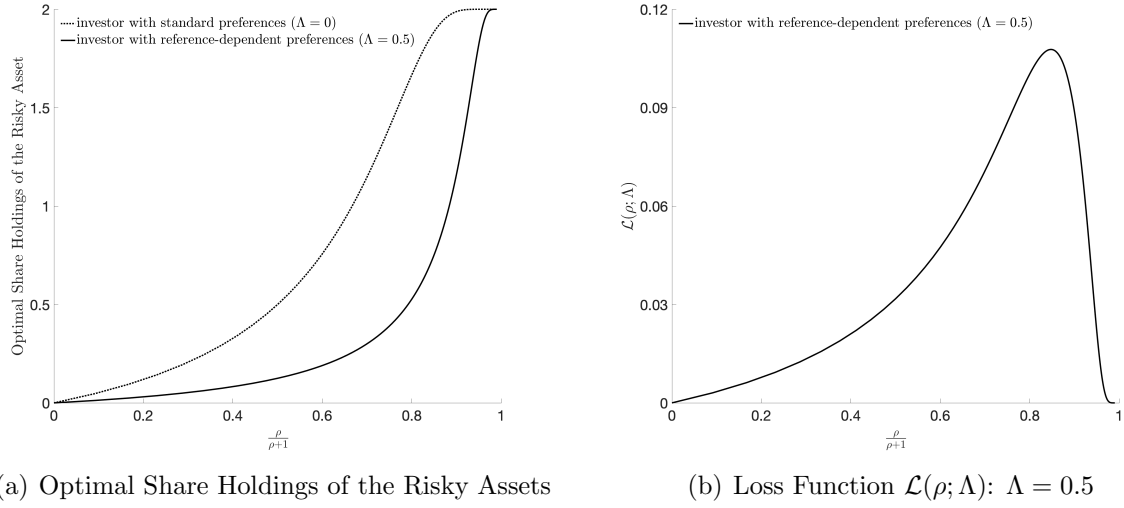 2
investor with standard preferences (Λ = 0)
investor with reference-dependent preferences (Λ = 0.5)
Optimal Share Holdings of the Risky Asset
1.5
1
0.5
0
0 0.2 0.4 0.6 0.8 1
ρ/ρ+1
(a) Optimal Share Holdings of the Risky Assets
0.12
investor with reference-dependent preferences (Λ = 0.5)
0.09
ℒ(ρ; Λ)
0.06
0.03
0
0 0.2 0.4 0.6 0.8 1
ρ/ρ+1
(b) Loss Function ℒ(ρ; Λ): Λ = 0.5